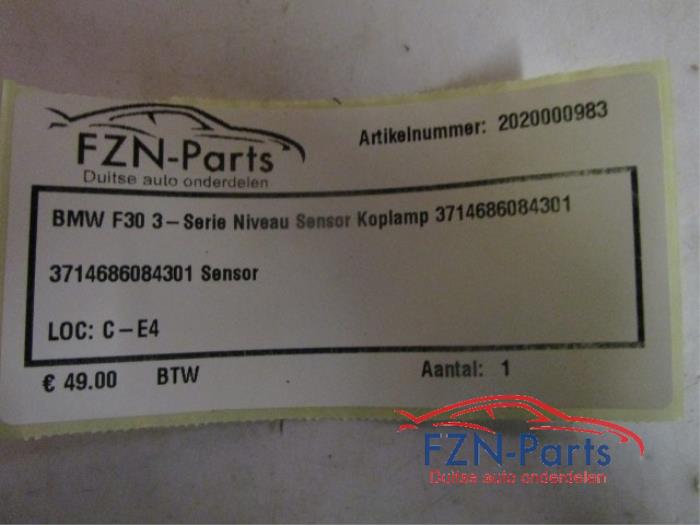 FZN-Parts
Duitse auto onderdelen
Artikelnummer: 2020000983
BMW F30 3-Serie Niveau Sensor Koplamp 3714686084301
3714686084301 Sensor
LOC: C-E4
€ 49.00 BTW Aantal: 1
FZN-Parts
Duitse auto onderdelen